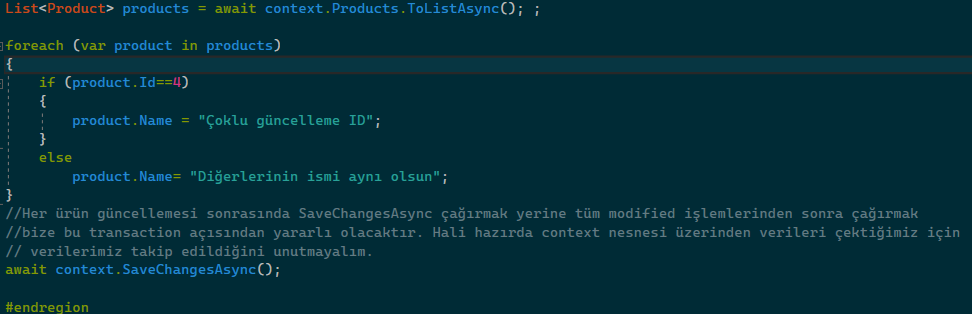 List<Product> products = await context.Products.ToListAsync(); ;
foreach (var product in products)
{
if (product.Id==4)
{
product.Name = "Çoklu güncelleme ID";
}
else
product.Name= "Diğerlerinin ismi aynı olsun";
}
//Her ürün güncellemesi sonrasında SaveChangesAsync çağırmak yerine tüm modified işlemlerinden sonra çağırmak
//bize bu transaction açısından yararlı olacaktır. Hali hazırda context nesnesi üzerinden verileri çektiğimiz için
// verilerimiz takip edildiğini unutmayalım.
await context.SaveChangesAsync();
#endregion